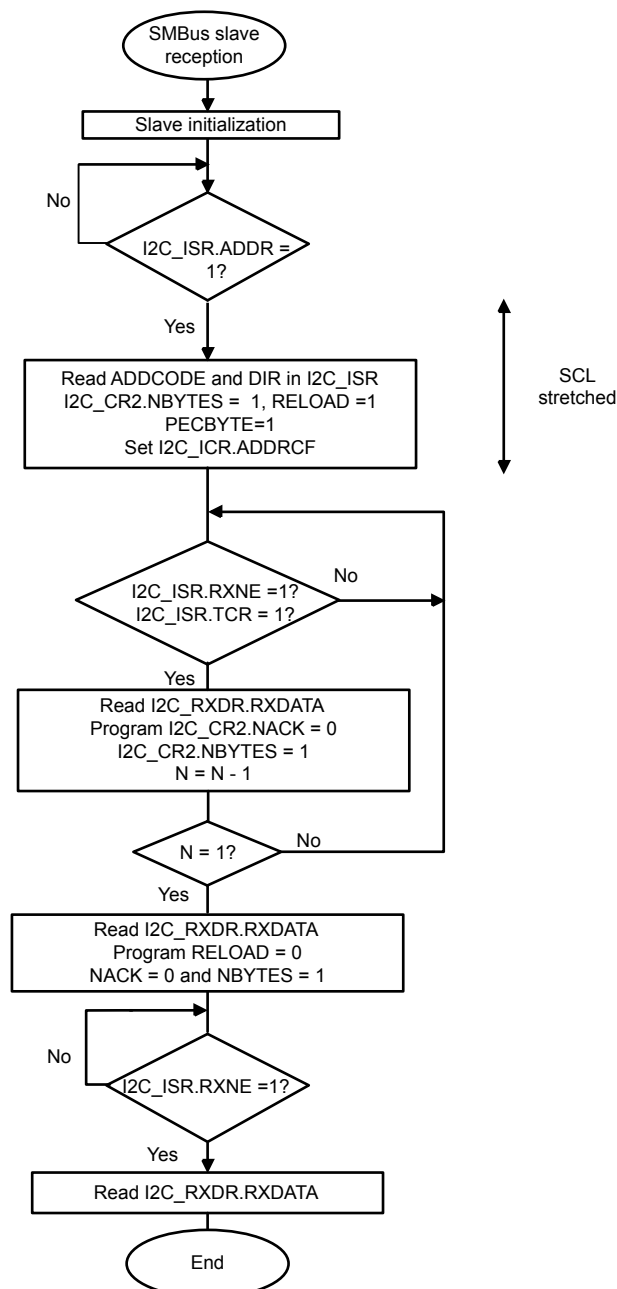 SMBus slave
reception
Slave initialization
No
I2C_ISR.ADDR =
1?
Yes
Read ADDCODE and DIR in I2C_ISR
I2C_CR2.NBYTES = 1, RELOAD =1
PECBYTE=1
Set I2C_ICR.ADDRCF
SCL
stretched
I2C_ISR.RXNE =1?
I2C_ISR.TCR = 1?
No
Yes
Read I2C_RXDR.RXDATA
Program I2C_CR2.NACK = 0
I2C_CR2.NBYTES = 1
N = N - 1
N = 1?
No
Yes
Read I2C_RXDR.RXDATA
Program RELOAD = 0
NACK = 0 and NBYTES = 1
No
I2C_ISR.RXNE =1?
Yes
Read I2C_RXDR.RXDATA
End